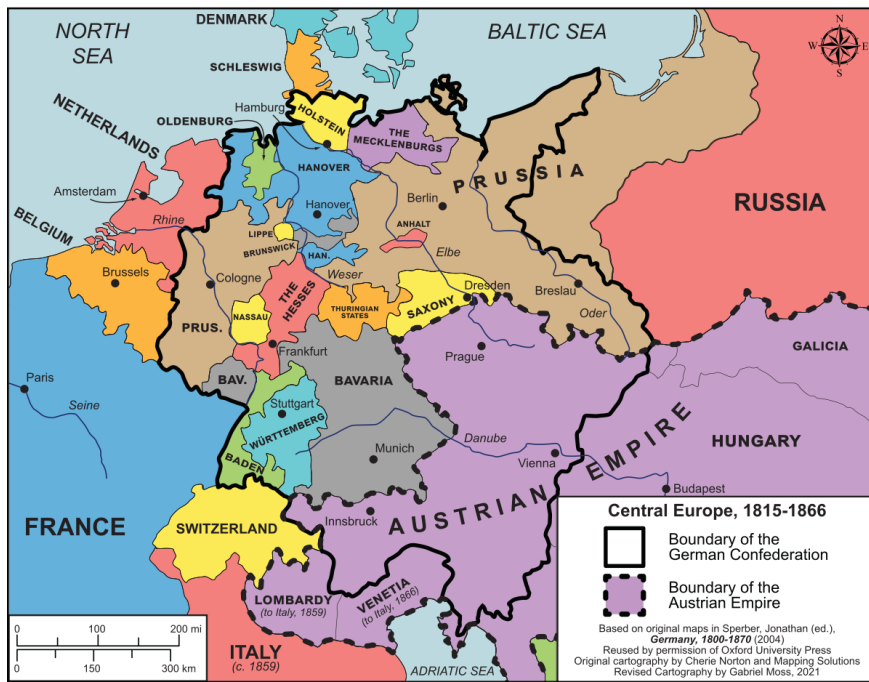 NORTH
SEA
DENMARK
BALTIC SEA
N
W
E
S
SCHLESWIG
Hamburg
HOLSTEIN
OLDENBURG
THE
MECKLENBURGS
NETHERLANDS
HANOVER
PRUSSIA
Amsterdam
Berlin
RUSSIA
Hanover
BELGIUM
Rhine
LIPPE
ANHALT
BRUNSWICK
HAN.
Elbe
Brussels
Cologne
Weser
THE
HESSES
Dresden
Breslau
NASSAU
THURINGIAN
STATES
SAXONY
Oder
PRUS.
Frankfurt
Prague
GALICIA
Paris
BAV.
BAVARIA
Seine
Stuttgart
WÜRTTEMBERG
Danube
HUNGARY
BADEN
Munich
Vienna
Budapest
AUSTRIAN EMPIRE
FRANCE
SWITZERLAND
Innsbruck
LOMBARDY
(to Italy, 1859)
VENETIA
(to Italy, 1866)
ITALY
(c. 1859)
ADRIATIC SEA
0 100 200 mi
0 150 300 km
Central Europe, 1815-1866
Boundary of the
German Confederation
Boundary of the
Austrian Empire
Based on original maps in Sperber, Jonathan (ed.),
Germany, 1800-1870 (2004)
Reused by permission of Oxford University Press
Original cartography by Cherie Norton and Mapping Solutions
Revised Cartography by Gabriel Moss, 2021